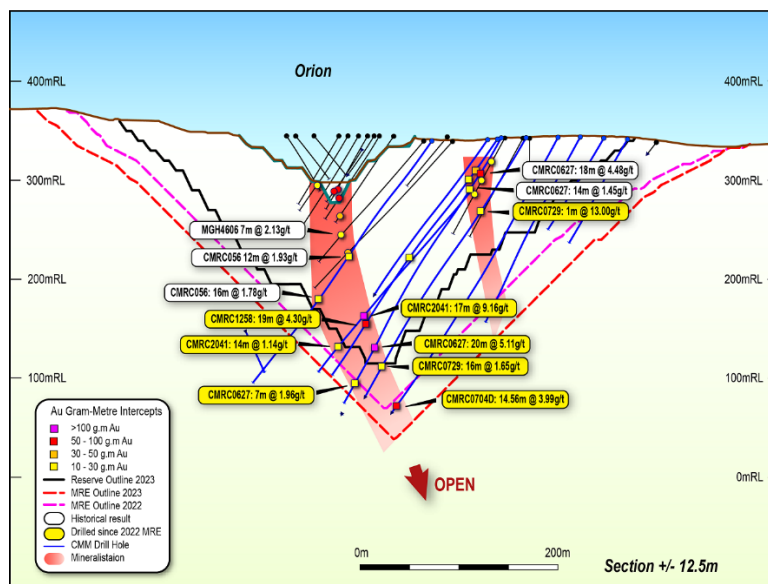 Orion
400mRL
400mRL
300mRL
300mRL
200mRL
200mRL
100mRL
100mRL
0mRL
CMRC0627: 18m @ 4.48g/t
CMRC0627: 14m @ 1.45g/t
CMRC0729: 1m @ 13.00g/t
MGH4606 7m @ 2.13g/t
CMRC056 12m @ 1.93g/t
CMRC056: 16m @ 1.78g/t
CMRC1258: 19m @ 4.30g/t
CMRC2041: 14m @ 1.14g/t
CMRC0627: 7m @ 1.96g/t
CMRC2041: 17m @ 9.16g/t
CMRC0627: 20m @ 5.11g/t
CMRC0729: 16m @ 1.65g/t
CMRC0704D: 14.56m @ 3.99g/t
OPEN
Au Gram-Metre Intercepts
>100 g.m Au
50 - 100 g.m Au
30 - 50 g.m Au
10 - 30 g.m Au
Reserve Outline 2023
MRE Outline 2023
MRE Outline 2022
Historical result
Drilled since 2022 MRE
CMM Drill Hole
Mineralistaion
0m
200m
Section +/- 12.5m